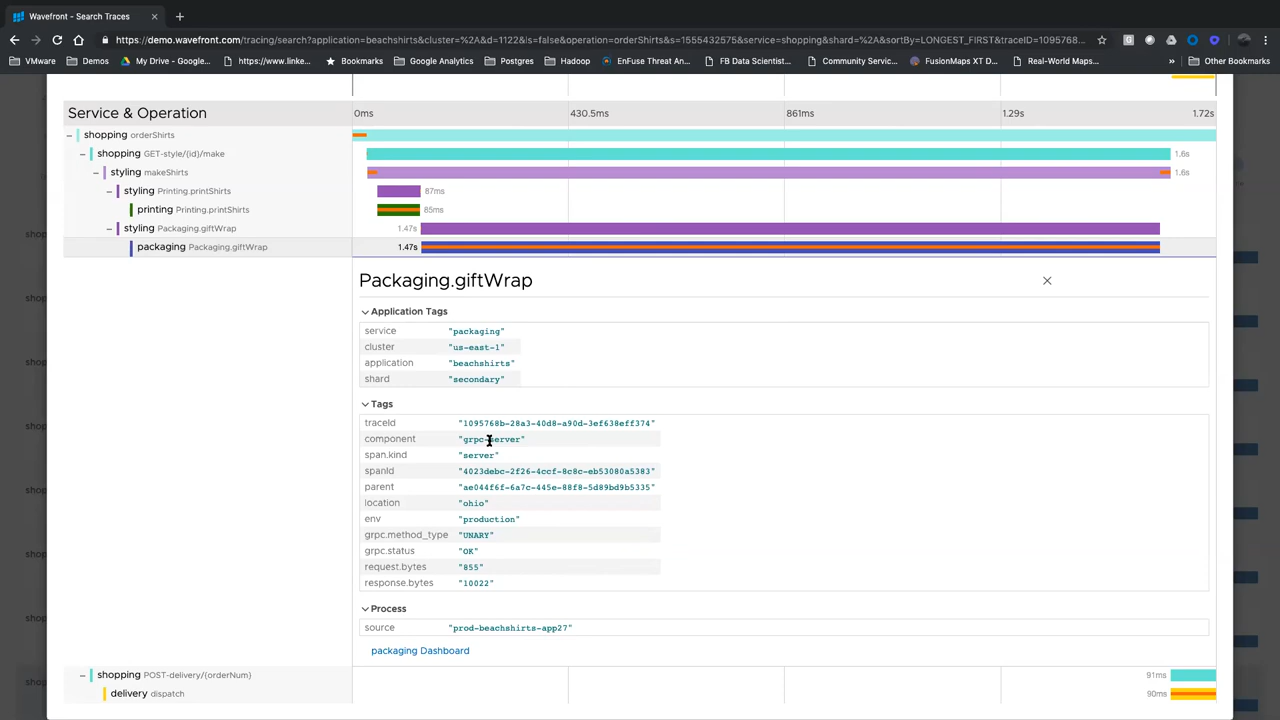 Wavefront - Search Traces
https://demo.wavefront.com/tracing/search?application=beachshirts&cluster=%2A&d=1122&is=false&operation=orderShirts&s=1555432575&service=shopping&shard=%2A&sortBy=LONGEST_FIRST&traceID=1095768...
VMware Demos My Drive - Google... https://www.linke... Bookmarks Google Analytics Postgres Hadoop EnFuse Threat An... FB Data Scientist... Community Servic... FusionMaps XT D... Real-World Maps... » Other Bookmarks
Service & Operation 0ms 430.5ms 861ms 1.29s 1.72s
shopping orderShirts
shopping GET-style/{id}/make 1.6s
styling makeShirts 1.6s
styling Printing.printShirts 87ms
printing Printing.printShirts 85ms
styling Packaging.giftWrap 1.47s
packaging Packaging.giftWrap 1.47s
Packaging.giftWrap
Application Tags
service "packaging"
cluster "us-east-1"
application "beachshirts"
shard "secondary"
Tags
traceId "1095768b-28a3-40d8-a90d-3ef638eff374"
component "grpc-server"
span.kind "server"
spanId "4023debc-2f26-4ccf-8c8c-eb53080a5383"
parent "ae044f6f-6a7c-445e-88f8-5d89bd9b5335"
location "ohio"
env "production"
grpc.method_type "UNARY"
grpc.status "OK"
request.bytes "855"
response.bytes "10022"
Process
source "prod-beachshirts-app27"
packaging Dashboard
shopping POST-delivery/{orderNum} 91ms
delivery dispatch 90ms